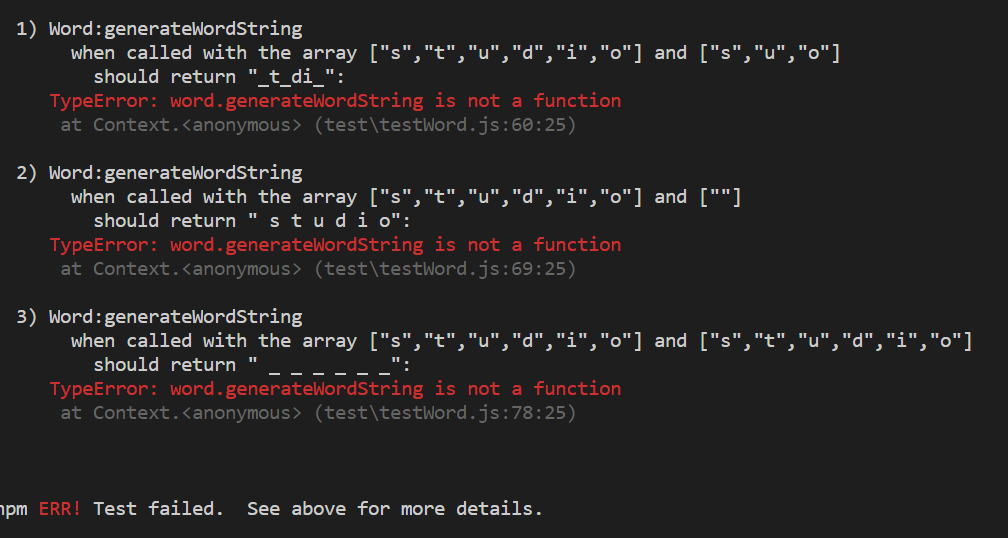 1) Word:generateWordString
when called with the array ["s","t","u","d","i","o"] and ["s","u","o"]
should return "_t_di_":
TypeError: word.generateWordString is not a function
at Context.<anonymous> (test\testWord.js:60:25)
2) Word:generateWordString
when called with the array ["s","t","u","d","i","o"] and [""]
should return " s t u d i o":
TypeError: word.generateWordString is not a function
at Context.<anonymous> (test\testWord.js:69:25)
3) Word:generateWordString
when called with the array ["s","t","u","d","i","o"] and ["s","t","u","d","i","o"]
should return " _ _ _ _ _ _":
TypeError: word.generateWordString is not a function
at Context.<anonymous> (test\testWord.js:78:25)
npm ERR! Test failed.  See above for more details.